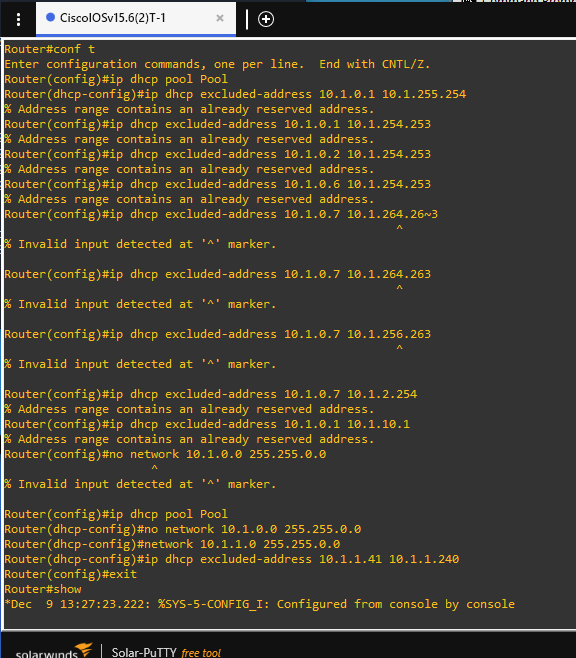 CiscoIOSv15.6(2)T-1
Router#conf t
Enter configuration commands, one per line.  End with CNTL/Z.
Router(config)#ip dhcp pool Pool
Router(dhcp-config)#ip dhcp excluded-address 10.1.0.1 10.1.255.254
% Address range contains an already reserved address.
Router(config)#ip dhcp excluded-address 10.1.0.1 10.1.254.253
% Address range contains an already reserved address.
Router(config)#ip dhcp excluded-address 10.1.0.2 10.1.254.253
% Address range contains an already reserved address.
Router(config)#ip dhcp excluded-address 10.1.0.6 10.1.254.253
% Address range contains an already reserved address.
Router(config)#ip dhcp excluded-address 10.1.0.7 10.1.264.26~3
^
% Invalid input detected at '^' marker.
Router(config)#ip dhcp excluded-address 10.1.0.7 10.1.264.263
^
% Invalid input detected at '^' marker.
Router(config)#ip dhcp excluded-address 10.1.0.7 10.1.256.263
^
% Invalid input detected at '^' marker.
Router(config)#ip dhcp excluded-address 10.1.0.7 10.1.2.254
% Address range contains an already reserved address.
Router(config)#ip dhcp excluded-address 10.1.0.1 10.1.10.1
% Address range contains an already reserved address.
Router(config)#no network 10.1.0.0 255.255.0.0
^
% Invalid input detected at '^' marker.
Router(config)#ip dhcp pool Pool
Router(dhcp-config)#no network 10.1.0.0 255.255.0.0
Router(dhcp-config)#network 10.1.1.0 255.255.0.0
Router(dhcp-config)#ip dhcp excluded-address 10.1.1.41 10.1.1.240
Router(config)#exit
Router#show
*Dec  9 13:27:23.222: %SYS-5-CONFIG_I: Configured from console by console
solarwinds | Solar-PuTTY free tool